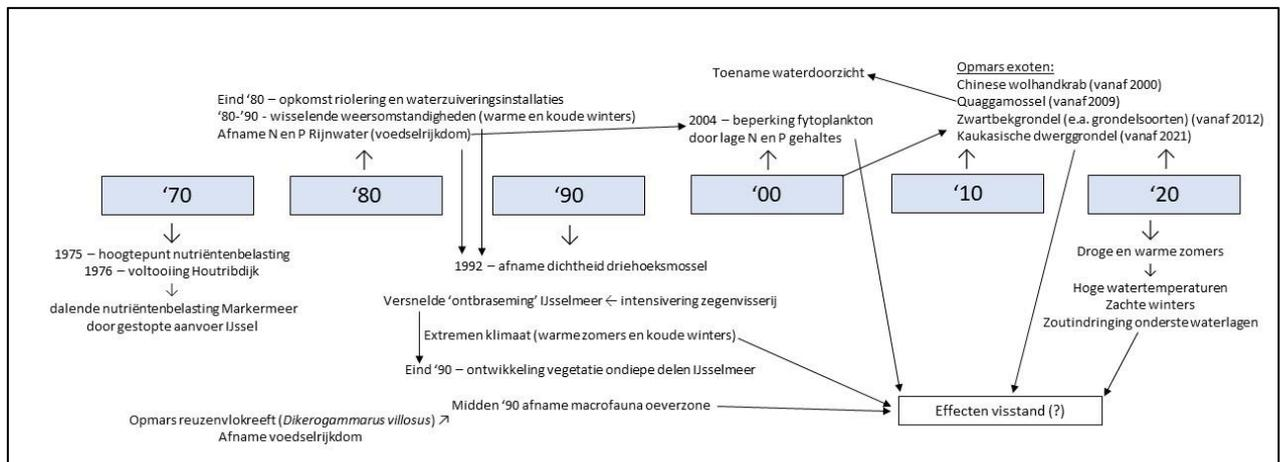 Toename waterdoorzicht
Opmars exoten:
Chinese wolhandkrab (vanaf 2000)
Quaggamossel (vanaf 2009)
Zwartbekgrondel (e.a. grondelsoorten) (vanaf 2012)
Kaukasische dwerggrondel (vanaf 2021)
Eind ‘80 – opkomst riolering en waterzuiveringsinstallaties
‘80-’90 - wisselende weersomstandigheden (warme en koude winters)
Afname N en P Rijnwater (voedselrijkdom)
2004 – beperking fytoplankton
door lage N en P gehaltes
‘70
‘80
‘90
‘00
‘10
‘20
1975 – hoogtepunt nutriëntenbelasting
1976 – voltooiing Houtribdijk
dalende nutriëntenbelasting Markermeer
door gestopte aanvoer IJssel
1992 – afname dichtheid driehoeksmossel
Versnelde ‘ontbraseming’ IJsselmeer ← intensivering zegenvisserij
Extremen klimaat (warme zomers en koude winters)
Eind ‘90 – ontwikkeling vegetatie ondiepe delen IJsselmeer
Midden ‘90 afname macrofauna oeverzone
Opmars reuzenvlokreeft (Dikerogammarus villosus) ↗
Afname voedselrijkdom
Droge en warme zomers
Hoge watertemperaturen
Zachte winters
Zoutindringing onderste waterlagen
Effecten visstand (?)